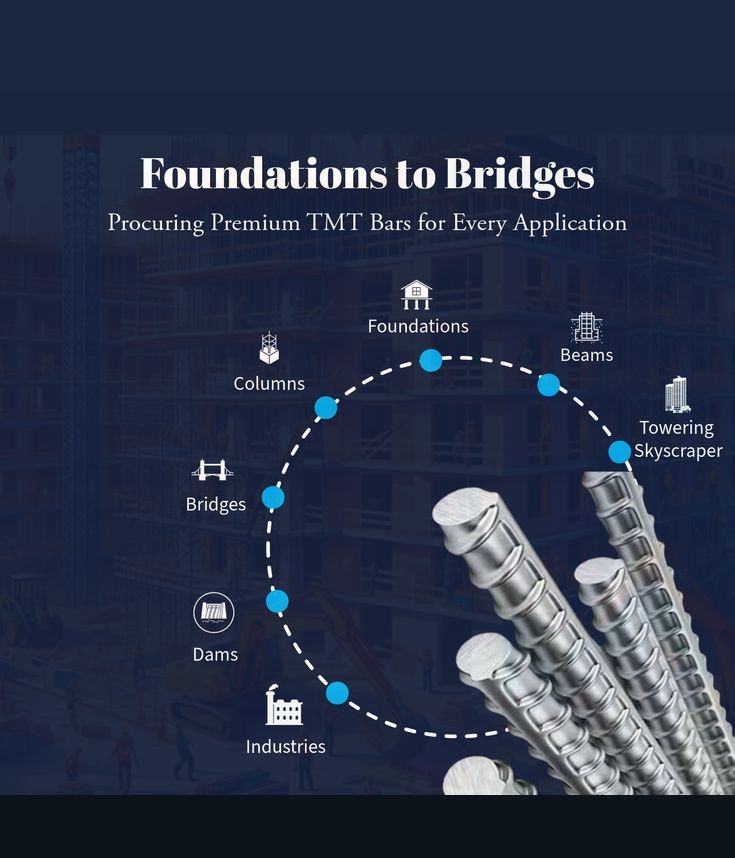 Foundations to Bridges
Procuring Premium TMT Bars for Every Application
Foundations
Beams
Columns
Towering
Skyscraper
Bridges
Dams
Industries